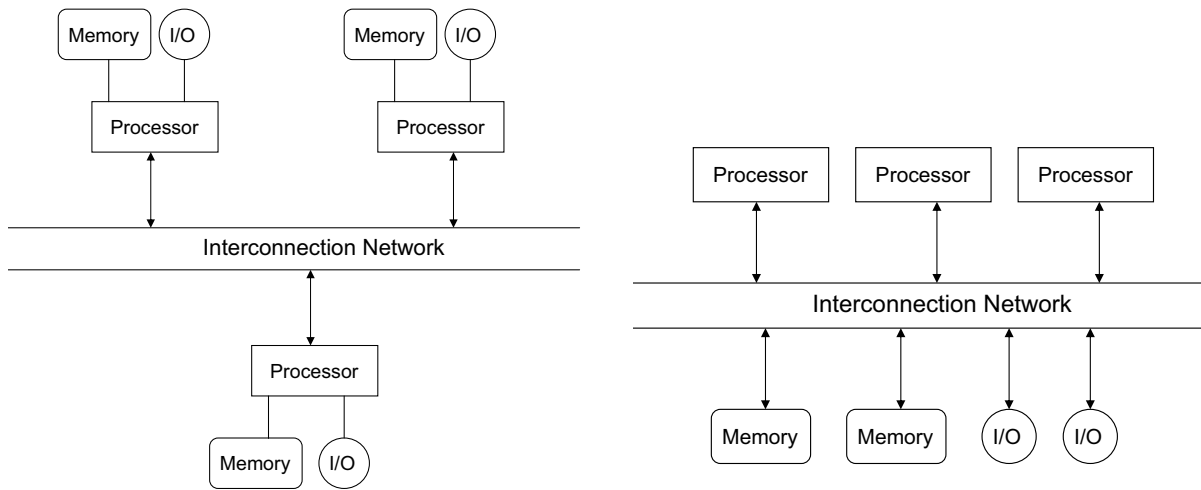 Memory I/O Memory I/O
Processor Processor
Interconnection Network
Processor
Memory I/O
Processor Processor Processor
Interconnection Network
Memory Memory I/O I/O